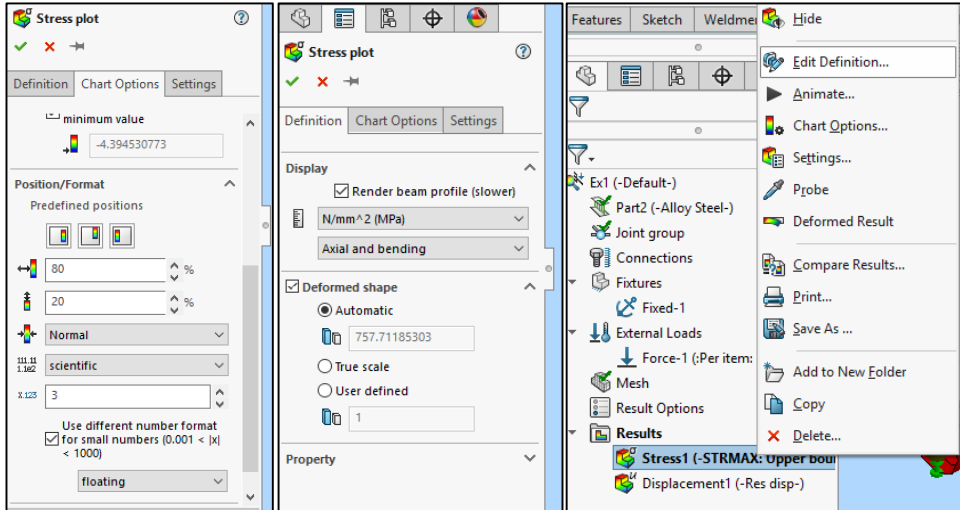 Stress plot
Definition
Chart Options
Settings
minimum value
-4.394530773
Position/Format
Predefined positions
80
%
20
%
Normal
111.11
1.1e2
scientific
X.123
3
Use different number format
for small numbers (0.001 < |x|
< 1000)
floating
Stress plot
Definition
Chart Options
Settings
Display
Render beam profile (slower)
N/mm^2 (MPa)
Axial and bending
Deformed shape
Automatic
757.71185303
True scale
User defined
1
Property
Features
Sketch
Weldme
Ex1 (-Default-)
Part2 (-Alloy Steel-)
Joint group
Connections
Fixtures
Fixed-1
External Loads
Force-1 (:Per item:
Mesh
Result Options
Results
Stress1 (-STRMAX: Upper bou
Displacement1 (-Res disp-)
Hide
Edit Definition...
Animate...
Chart Options...
Settings...
Probe
Deformed Result
Compare Results...
Print...
Save As ...
Add to New Folder
Copy
Delete...